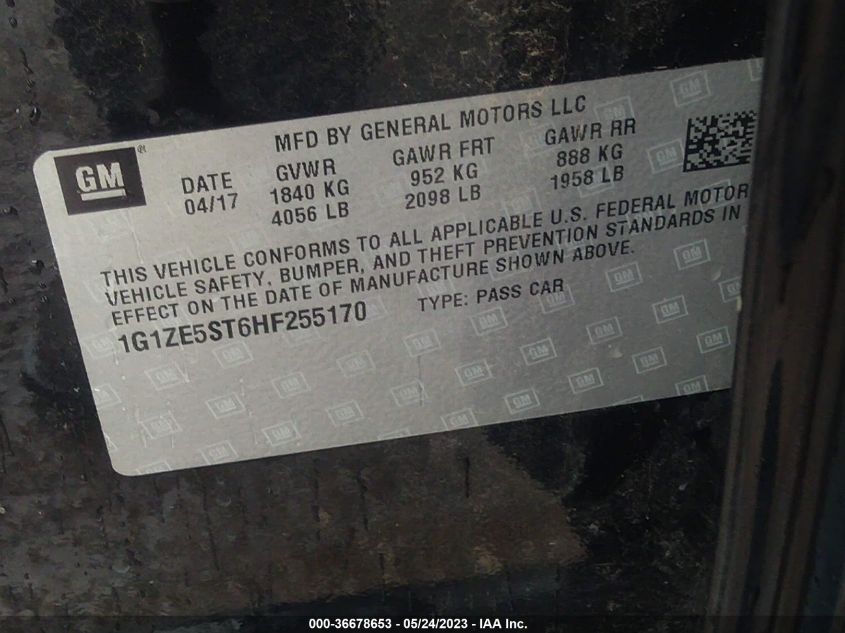 MFD BY GENERAL MOTORS LLC
GM®
DATE GVWR GAWR FRT GAWR RR
04/17 1840 KG 952 KG 888 KG
4056 LB 2098 LB 1958 LB
THIS VEHICLE CONFORMS TO ALL APPLICABLE U.S. FEDERAL MOTOR
VEHICLE SAFETY, BUMPER, AND THEFT PREVENTION STANDARDS IN
EFFECT ON THE DATE OF MANUFACTURE SHOWN ABOVE.
1G1ZE5ST6HF255170 TYPE: PASS CAR
000-36678653 / 05/24/2023 - IAA Inc.